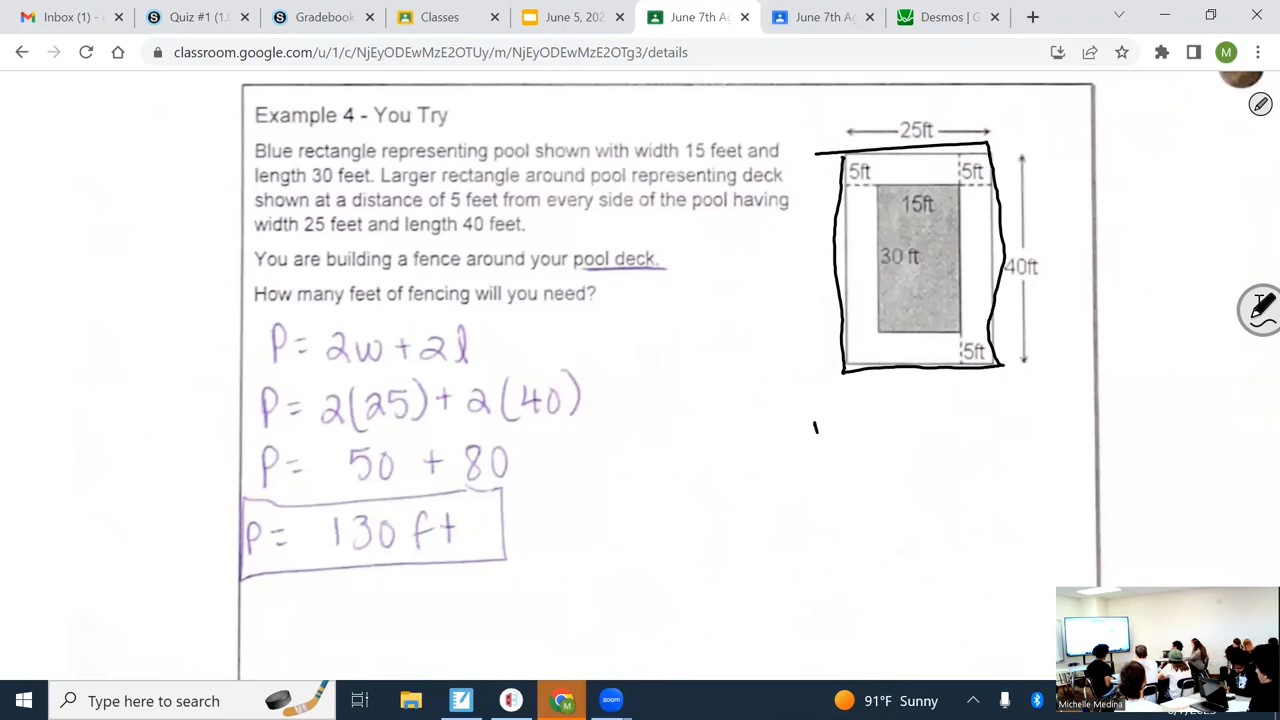 Inbox (1) -
Quiz II (1.0
Gradebook
Classes
June 5, 202
June 7th Ag
June 7th Ag
Desmos | G
classroom.google.com/u/1/c/NjEyODEwMzE2OTUy/m/NjEyODEwMzE2OTg3/details
M
Example 4 - You Try
Blue rectangle representing pool shown with width 15 feet and
length 30 feet. Larger rectangle around pool representing deck
shown at a distance of 5 feet from every side of the pool having
width 25 feet and length 40 feet.
You are building a fence around your pool deck.
How many feet of fencing will you need?
P = 2w + 2l
P = 2(25) + 2(40)
P = 50 + 80
P = 130 ft
25ft
5ft
5ft
15ft
30 ft
40ft
5ft
Michelle Medina
Type here to search
zoom
91°F Sunny